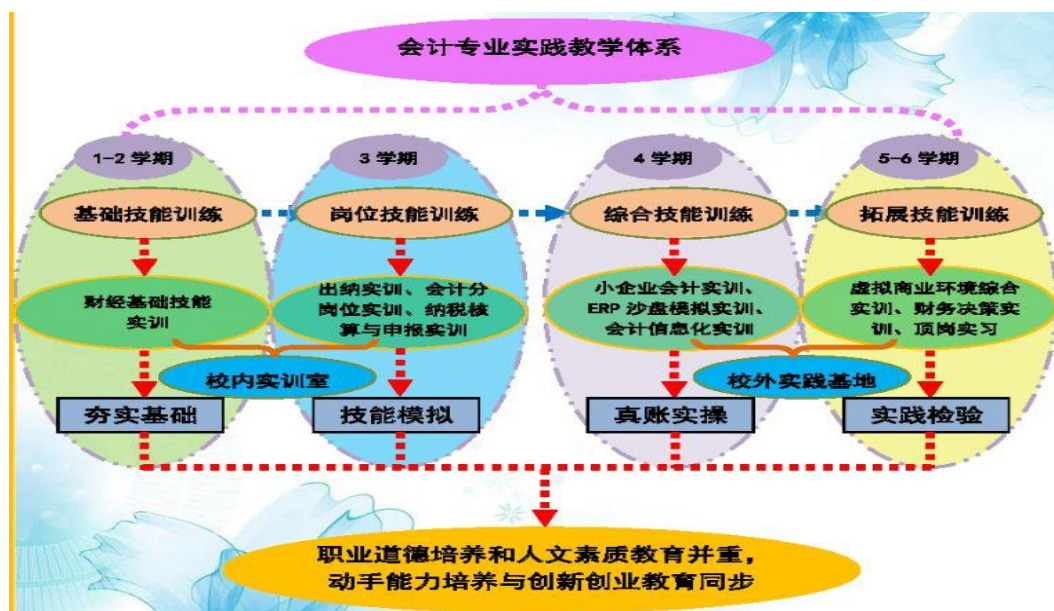 会计专业实践教学体系
1-2 学期
3 学期
4 学期
5-6 学期
基础技能训练
岗位技能训练
综合技能训练
拓展技能训练
财经基础技能
实训
出纳实训、会计分
岗位实训、纳税核
算与申报实训
小企业会计实训、
ERP 沙盘模拟实训、
会计信息化实训
虚拟商业环境综合
实训、财务决策实
训、顶岗实习
校内实训室
校外实践基地
夯实基础
技能模拟
真账实操
实践检验
职业道德培养和人文素质教育并重,
动手能力培养与创新创业教育同步